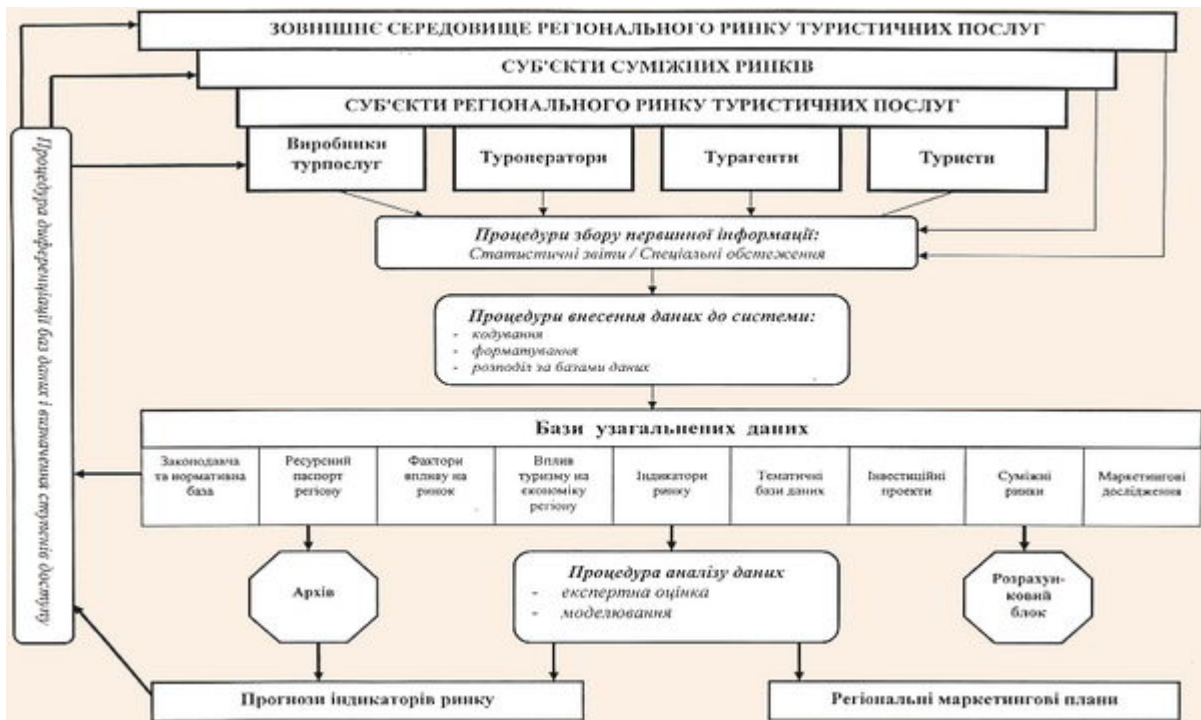 ЗОВНІШНЄ СЕРЕДОВИЩЕ РЕГІОНАЛЬНОГО РИНКУ ТУРИСТИЧНИХ ПОСЛУГ
СУБ'ЄКТИ СУМІЖНИХ РИНКІВ
СУБ'ЄКТИ РЕГІОНАЛЬНОГО РИНКУ ТУРИСТИЧНИХ ПОСЛУГ
Виробники
турпослуг
Туроператори
Турагенти
Туристи
Процедура диференціації баз даних і визначення ступенів доступу
Процедури збору первинної інформації:
Статистичні звіти / Спеціальні обстеження
Процедури внесення даних до системи:
- кодування
- форматування
- розподіл за базами даних
Бази узагальнених даних
Законодавча
та нормативна
база
Ресурсний
паспорт
регіону
Фактори
впливу на
ринок
Вплив
туризму на
економіку
регіону
Індикатори
ринку
Тематичні
бази даних
Інвестиційні
проекти
Суміжні
ринки
Маркетингові
дослідження
Архів
Процедура аналізу даних
- експертна оцінка
- моделювання
Розрахун-
ковий
блок
Прогнози індикаторів ринку
Регіональні маркетингові плани